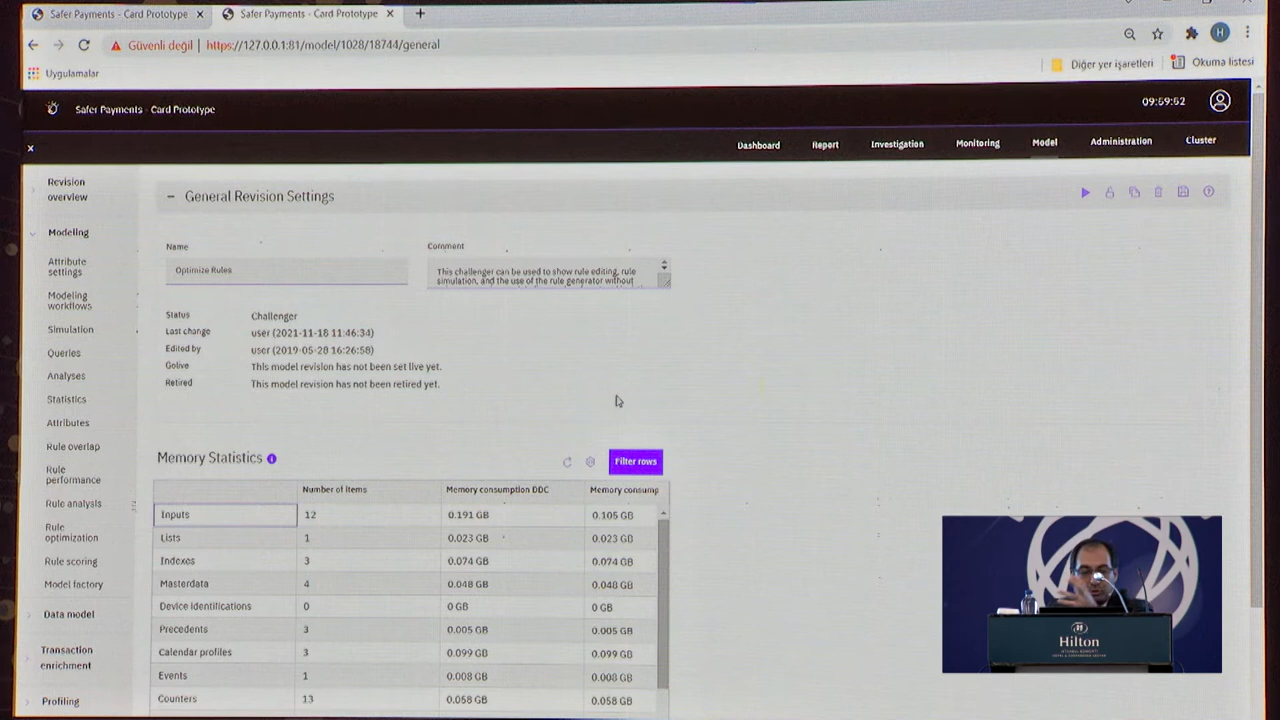 Safer Payments - Card Prototype
Safer Payments - Card Prototype
Güvenli değil | https://127.0.0.1:81/model/1028/18744/general
H
Uygulamalar
Diğer yer işaretleri
Okuma listesi
Safer Payments - Card Prototype
09:59:52
Dashboard Report Investigation Monitoring Model Administration Cluster
Revision
overview
Modeling
Attribute
settings
Modeling
workflows
Simulation
Queries
Analyses
Statistics
Attributes
Rule overlap
Rule
performance
Rule analysis
Rule
optimization
Rule scoring
Model factory
Data model
Transaction
enrichment
Profiling
General Revision Settings
Name
Optimize Rules
Comment
This challenger can be used to show rule editing, rule
simulation, and the use of the rule generator without
Status Challenger
Last change user (2021-11-18 11:46:34)
Edited by user (2019-05-28 16:26:58)
Golive This model revision has not been set live yet.
Retired This model revision has not been retired yet.
Memory Statistics
Filter rows
Number of items Memory consumption DDC Memory consump
Inputs 12 0.191 GB 0.105 GB
Lists 1 0.023 GB 0.023 GB
Indexes 3 0.074 GB 0.074 GB
Masterdata 4 0.048 GB 0.048 GB
Device identifications 0 0 GB 0 GB
Precedents 3 0.005 GB 0.005 GB
Calendar profiles 3 0.099 GB 0.099 GB
Events 1 0.008 GB 0.008 GB
Counters 13 0.058 GB 0.058 GB
Hilton